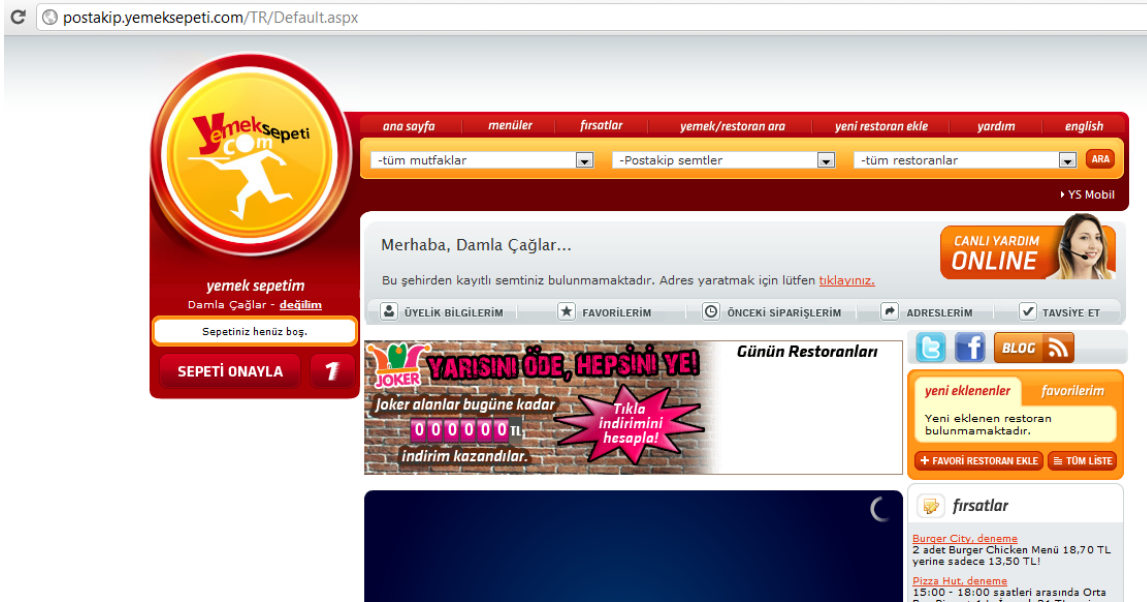 postakip.yemeksepeti.com/TR/Default.aspx
yemeksepeti
com
ana sayfa menüler fırsatlar yemek/restoran ara yeni restoran ekle yardım english
-tüm mutfaklar -Postakip semtler -tüm restoranlar ARA
YS Mobil
Merhaba, Damla Çağlar...
CANLI YARDIM
ONLINE
Bu şehirden kayıtlı semtiniz bulunmamaktadır. Adres yaratmak için lütfen tıklayınız.
yemek sepetim
Damla Çağlar - değilim
Sepetiniz henüz boş.
SEPETİ ONAYLA 1
ÜYELİK BİLGİLERİM FAVORİLERİM ÖNCEKİ SİPARİŞLERİM ADRESLERİM TAVSİYE ET
JOKER
YARISINI ÖDE, HEPSİNİ YE!
Joker alanlar bugüne kadar
000000 TL
indirim kazandılar.
Tıkla
indirimini
hesapla!
Günün Restoranları
BLOG
yeni eklenenler favorilerim
Yeni eklenen restoran
bulunmamaktadır.
+ FAVORİ RESTORAN EKLE TÜM LİSTE
fırsatlar
Burger City, deneme
2 adet Burger Chicken Menü 18,70 TL
yerine sadece 13,50 TL!
Pizza Hut, deneme
15:00 - 18:00 saatleri arasında Orta